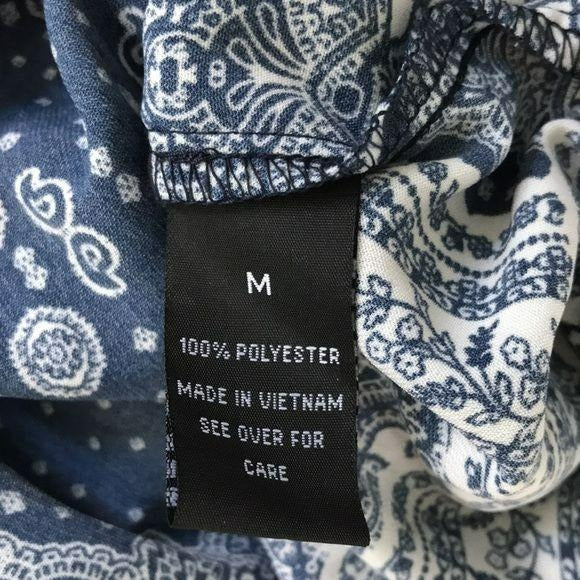 M
100% POLYESTER
MADE IN VIETNAM
SEE OVER FOR
CARE